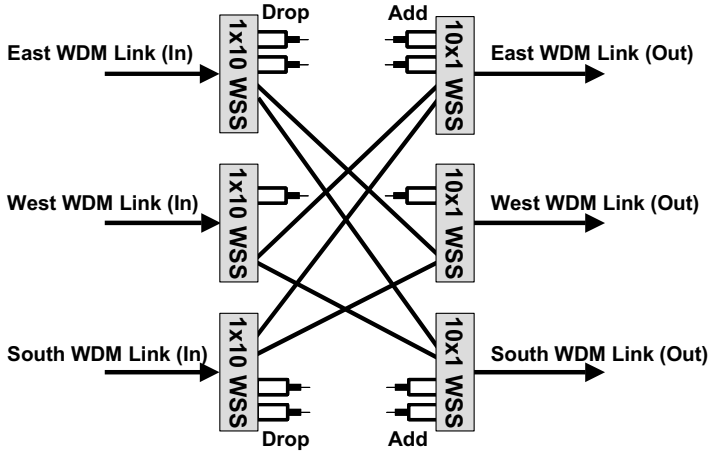 Drop
Add
East WDM Link (In)
1x10 WSS
10x1 WSS
East WDM Link (Out)
West WDM Link (In)
1x10 WSS
10x1 WSS
West WDM Link (Out)
South WDM Link (In)
1x10 WSS
10x1 WSS
South WDM Link (Out)
Drop
Add